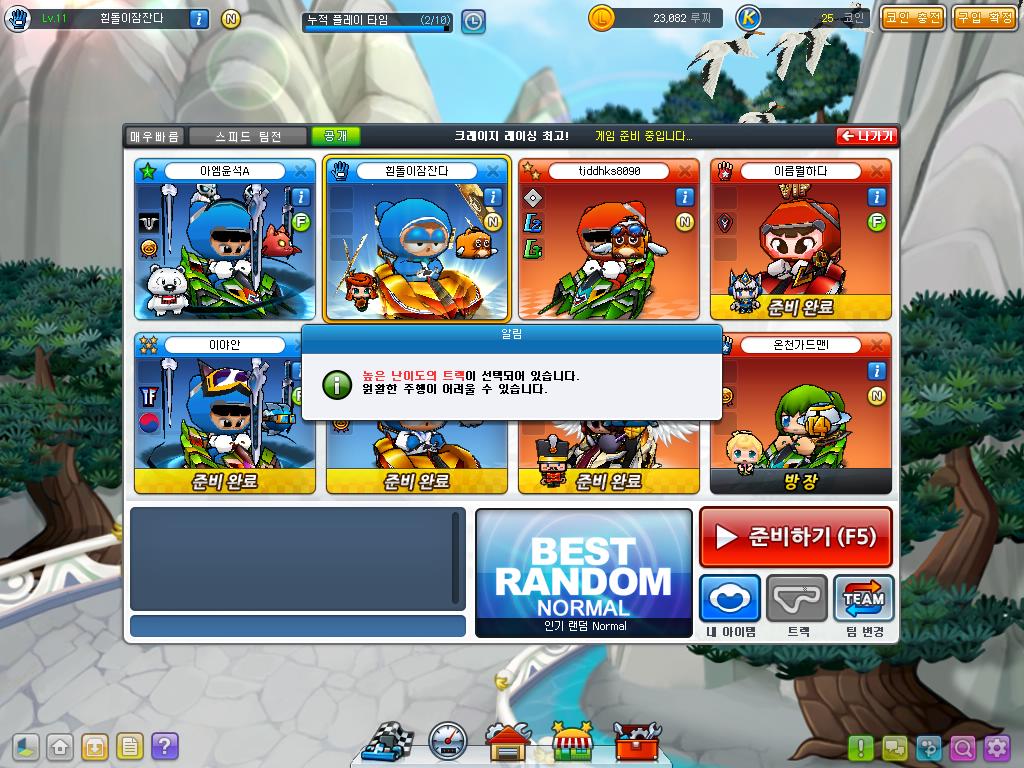 Lv.11 흰돌이잠잔다 i N 누적 플레이 타임 (2/10) L 23,082 루찌 K 25 코인 코인 충전 구입 확정
매우빠름 스피드 팀전 공개 크레이지 레이싱 최고! 게임 준비 중입니다... 나가기
아엠윤석A 흰돌이잠잔다 tjddhks8090 이름뭘하다
i F i N i N VIP i F
L2
L1
준비 완료
알림
이야안 온천가드맨I
높은 난이도의 트랙이 선택되어 있습니다.
원활한 주행이 어려울 수 있습니다.
i N
1F 14
준비 완료 준비 완료 준비 완료 방 장
BEST
RANDOM
NORMAL
인기 랜덤 Normal
준비하기 (F5)
TEAM
내 아이템 트랙 팀 변경
? !